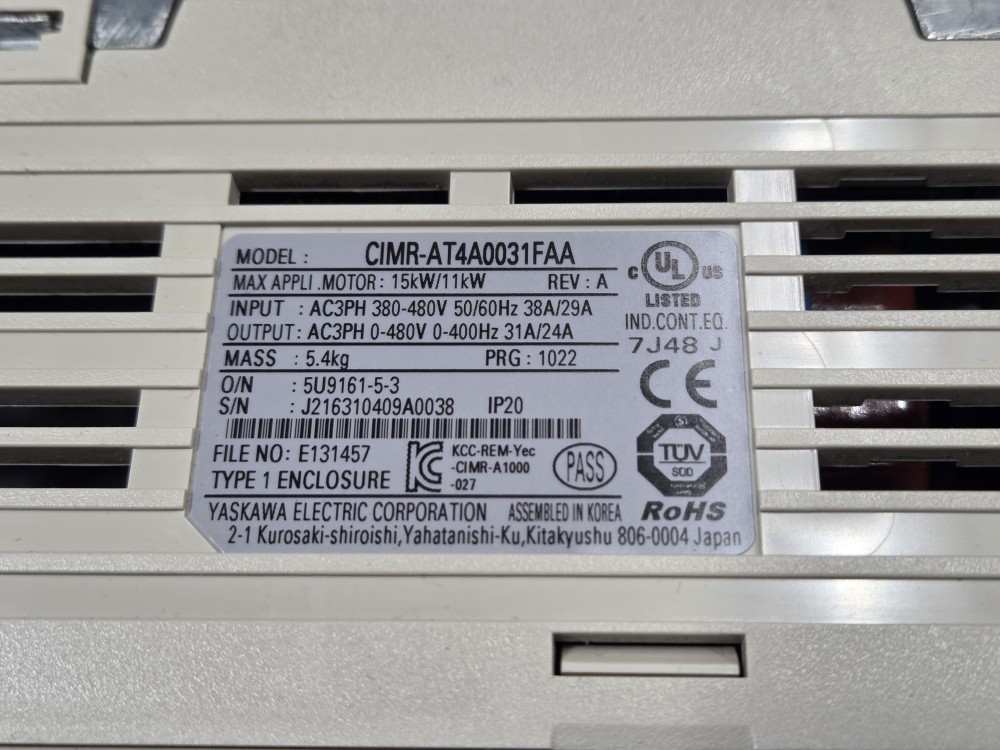 MODEL : CIMR-AT4A0031FAA
MAX APPLI .MOTOR : 15kW/11kW REV : A
INPUT : AC3PH 380-480V 50/60Hz 38A/29A
OUTPUT : AC3PH 0-480V 0-400Hz 31A/24A
MASS : 5.4kg PRG : 1022
O/N : 5U9161-5-3
S/N : J216310409A0038 IP20
FILE NO : E131457
TYPE 1 ENCLOSURE
KCC-REM-Yec
-CIMR-A1000
-027
PASS
C UL US
LISTED
IND.CONT.EQ.
7J48 J
CE
TÜV
SÜD
RoHS
YASKAWA ELECTRIC CORPORATION ASSEMBLED IN KOREA
2-1 Kurosaki-shiroishi,Yahatanishi-Ku,Kitakyushu 806-0004 Japan